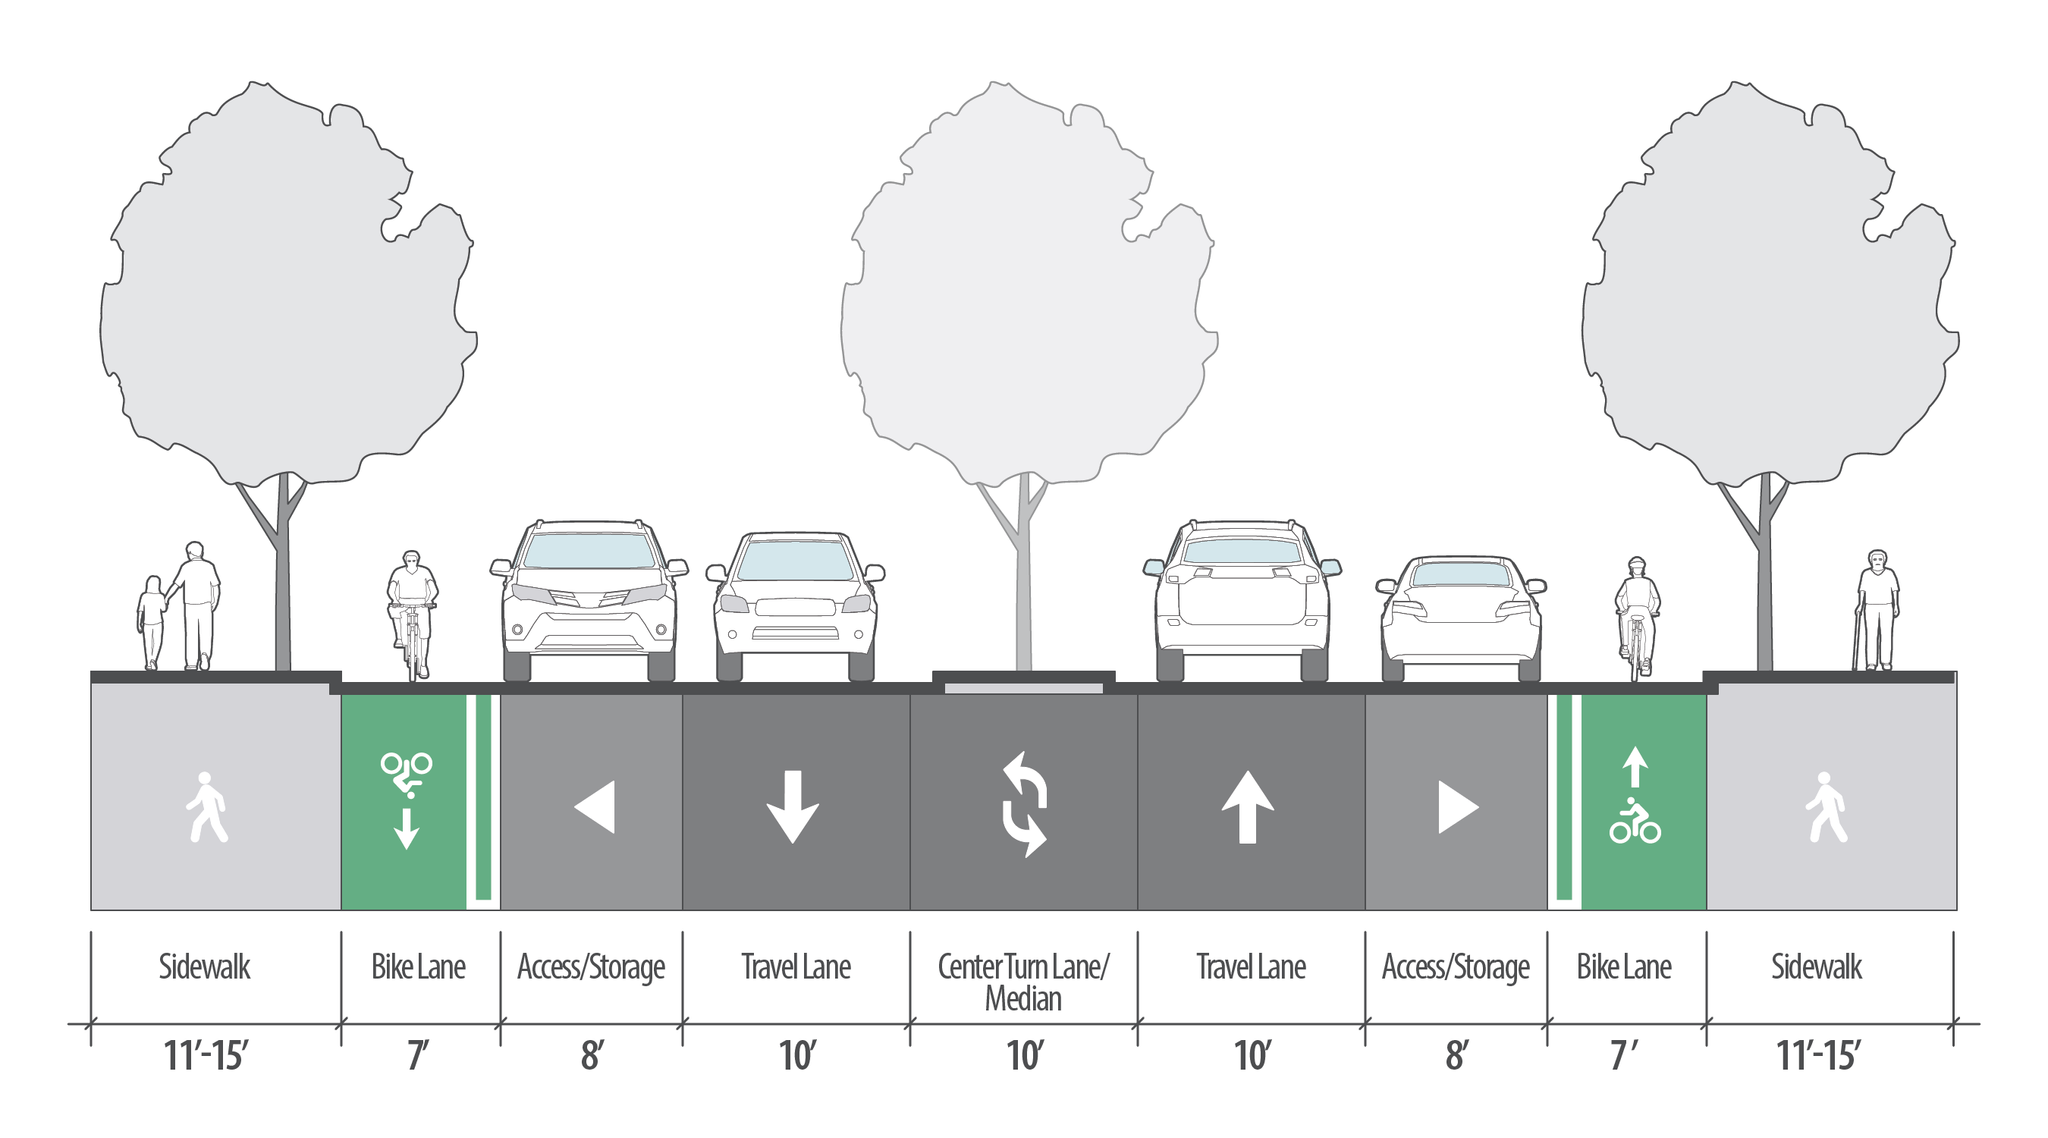 Sidewalk
Bike Lane
Access/Storage
Travel Lane
Center Turn Lane/
Median
Travel Lane
Access/Storage
Bike Lane
Sidewalk
11’-15’
7’
8’
10’
10’
10’
8’
7’
11’-15’